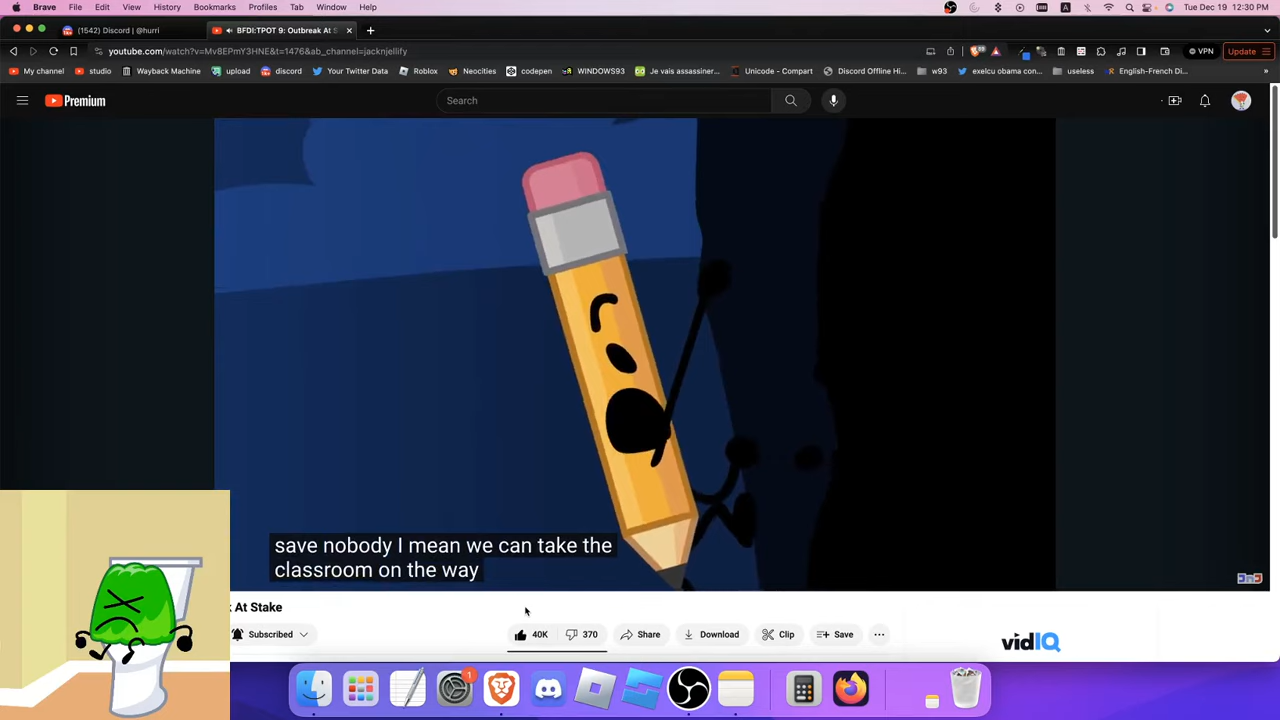 Brave File Edit View History Bookmarks Profiles Tab Window Help Tue Dec 19 12:30 PM
(1542) Discord | @hurri BFDI:TPOT 9: Outbreak At S
youtube.com/watch?v=Mv8EPmY3HNE&t=1476&ab_channel=jacknjellify VPN Update
My channel studio Wayback Machine upload discord Your Twitter Data Roblox Neocities codepen WINDOWS93 Je vais assassiner... Unicode - Compart Discord Offline Hi... w93 exelcu obama con... useless English-French Di...
Premium Search
save nobody I mean we can take the
classroom on the way
k At Stake
Subscribed 40K 370 Share Download Clip Save
vidIQ
1